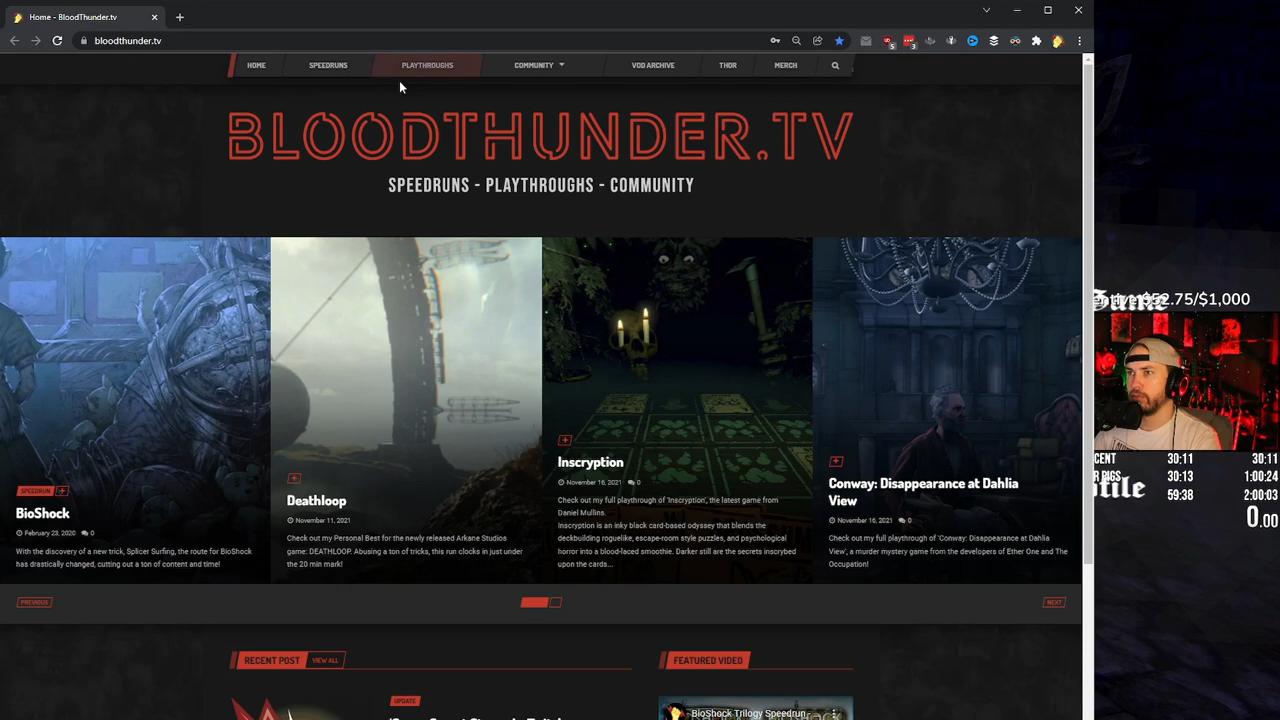 Home - BloodThunder.tv
bloodthunder.tv
5
3
HOME
SPEEDRUNS
PLAYTHROUGHS
COMMUNITY
VOD ARCHIVE
THOR
MERCH
BLOODTHUNDER.TV
SPEEDRUNS - PLAYTHROUGHS - COMMUNITY
SPEEDRUN
BioShock
February 23, 2020 0
With the discovery of a new trick, Splicer Surfing, the route for BioShock
has drastically changed, cutting out a ton of content and time!
Deathloop
November 11, 2021
Check out my Personal Best for the newly released Arkane Studios
game: DEATHLOOP. Abusing a ton of tricks, this run clocks in just under
the 20 min mark!
Inscryption
November 16, 2021 0
Check out my full playthrough of 'Inscryption', the latest game from
Daniel Mullins.
Inscryption is an inky black card-based odyssey that blends the
deckbuilding roguelike, escape-room style puzzles, and psychological
horror into a blood-laced smoothie. Darker still are the secrets inscrybed
upon the cards...
Conway: Disappearance at Dahlia
View
November 16, 2021 0
Check out my full playthrough of 'Conway: Disappearance at Dahlia
View', a murder mystery game from the developers of Ether One and The
Occupation!
PREVIOUS
NEXT
RECENT POST VIEW ALL
FEATURED VIDEO
UPDATE
BioShock Trilogy Speedrun
$52.75/$1,000
CENT 30:11 30:11
30:13 1:00:24
59:38 2:00:03
0.00